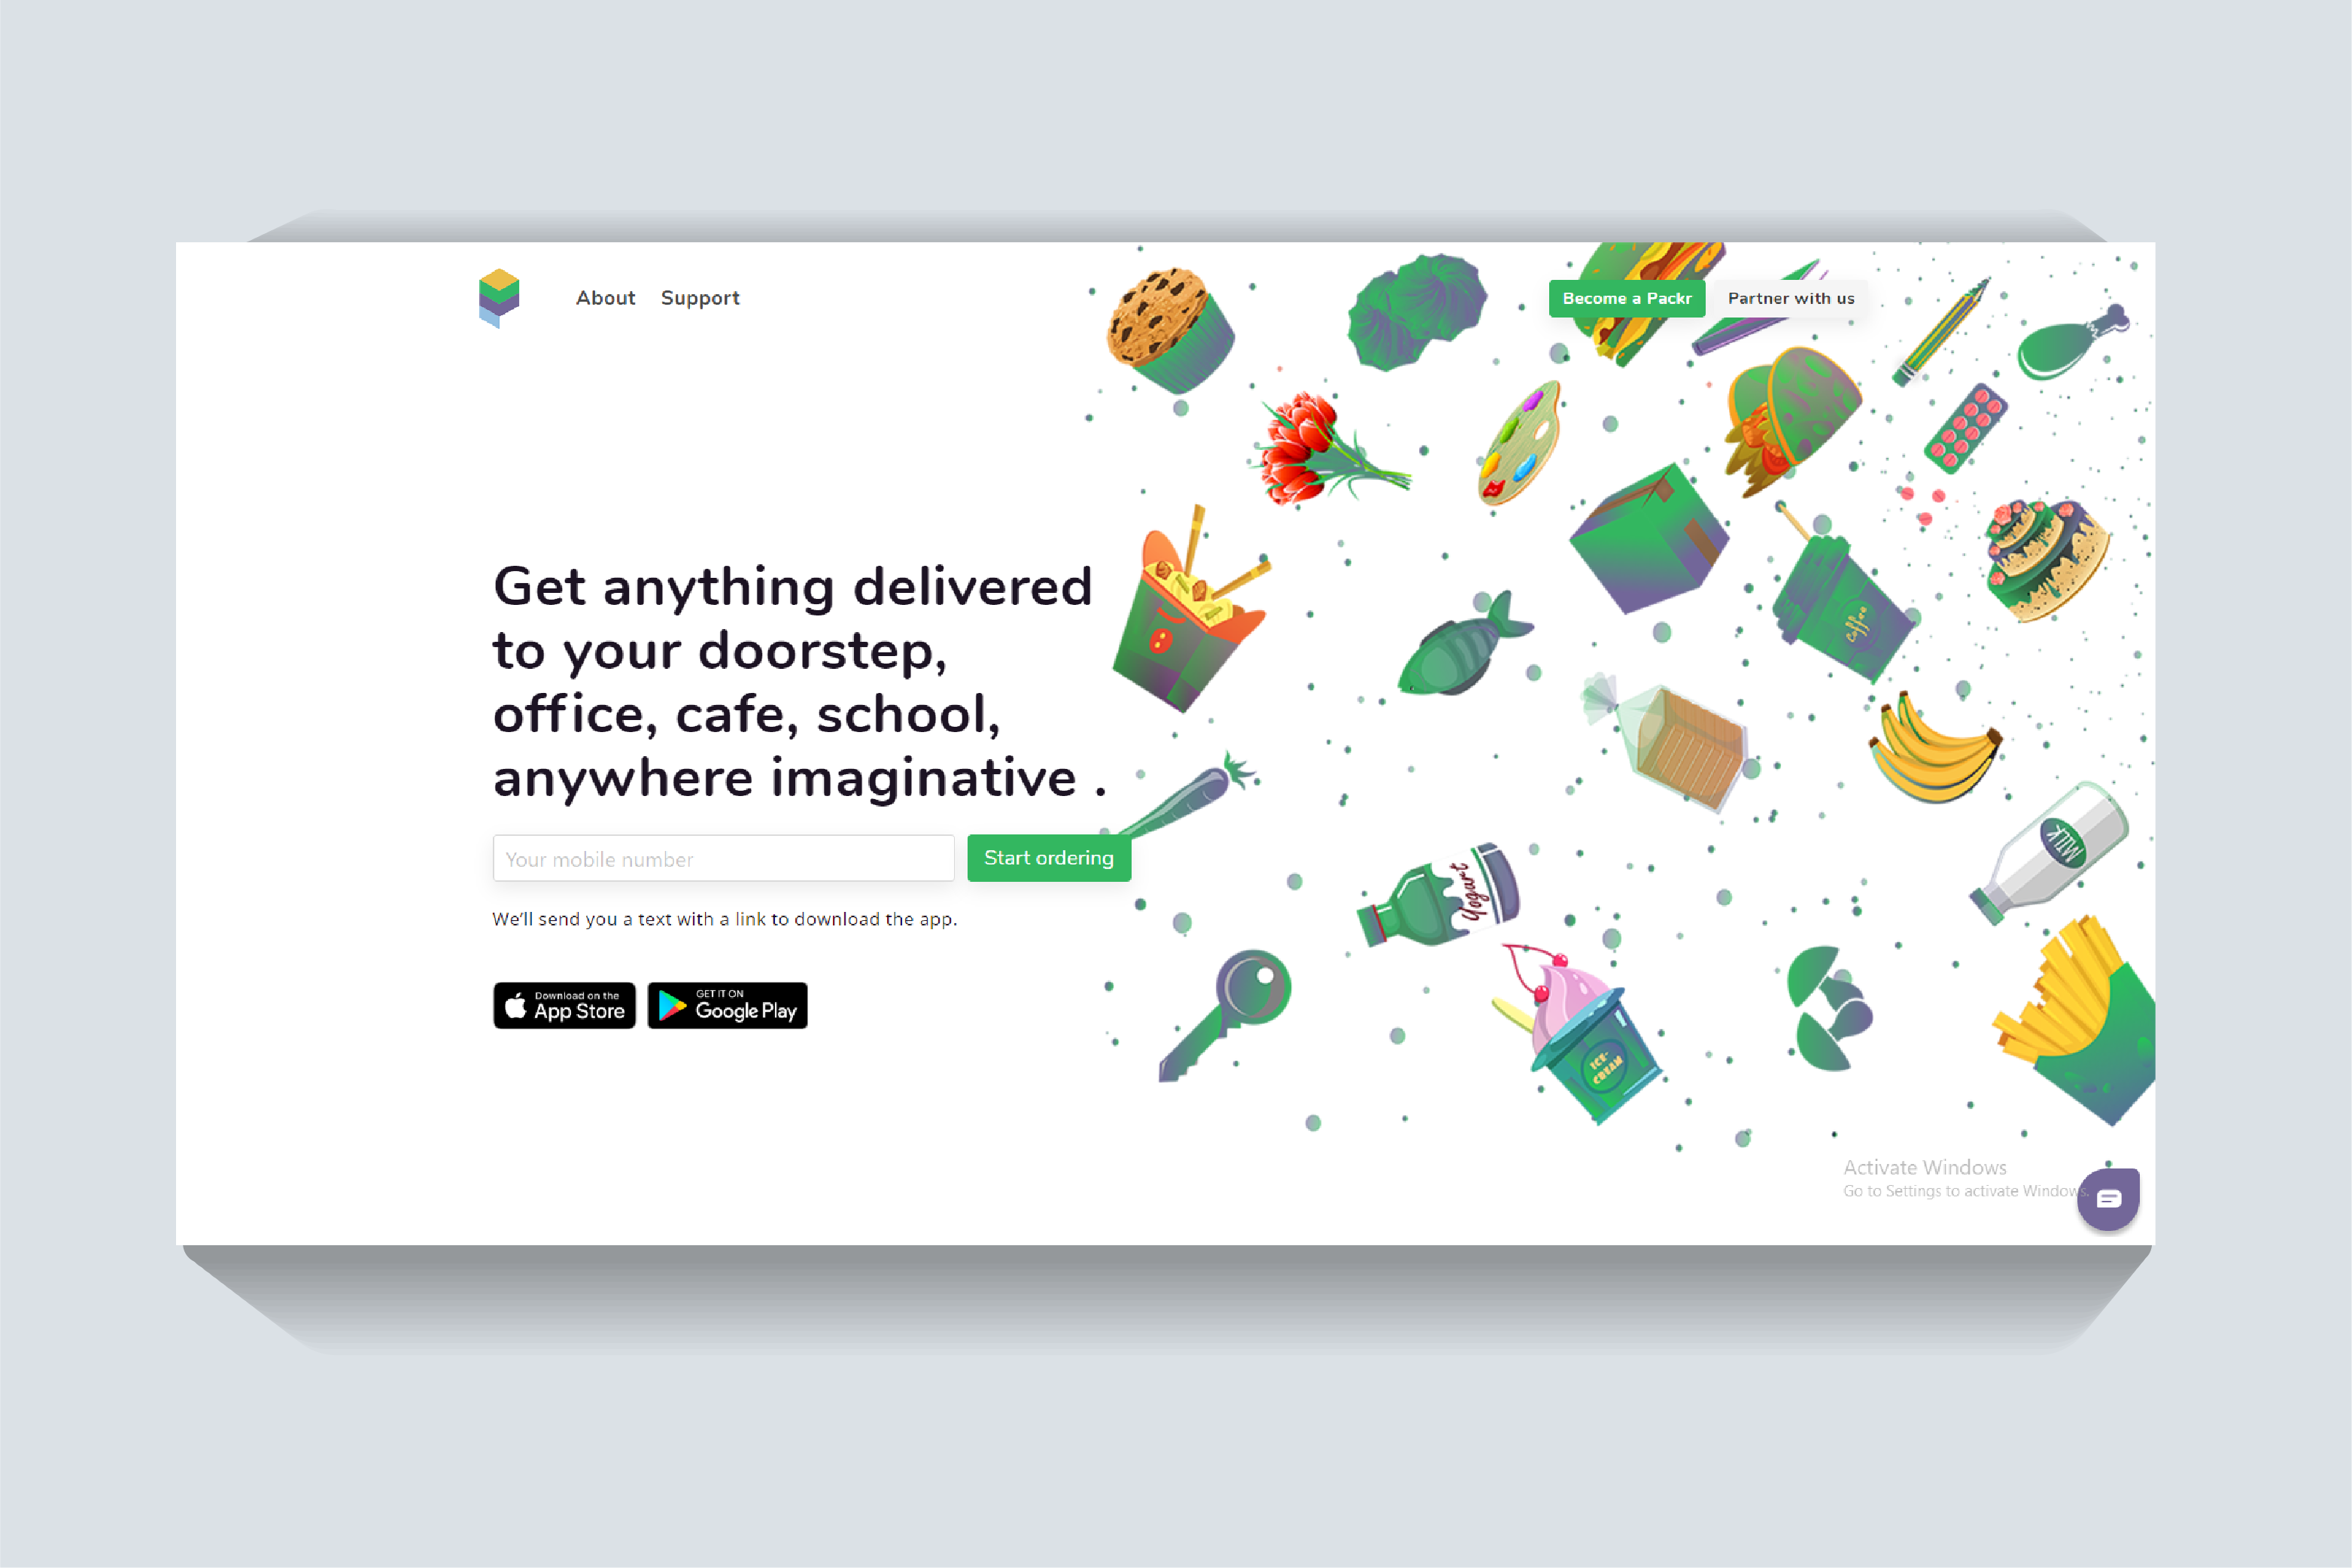 About Support
Become a Packr Partner with us
Get anything delivered
to your doorstep,
office, cafe, school,
anywhere imaginative .
Your mobile number
Start ordering
We’ll send you a text with a link to download the app.
Download on the
App Store
GET IT ON
Google Play
Coffee
MILK
Yogart
ICE-
CREAM
Activate Windows
Go to Settings to activate Windows.